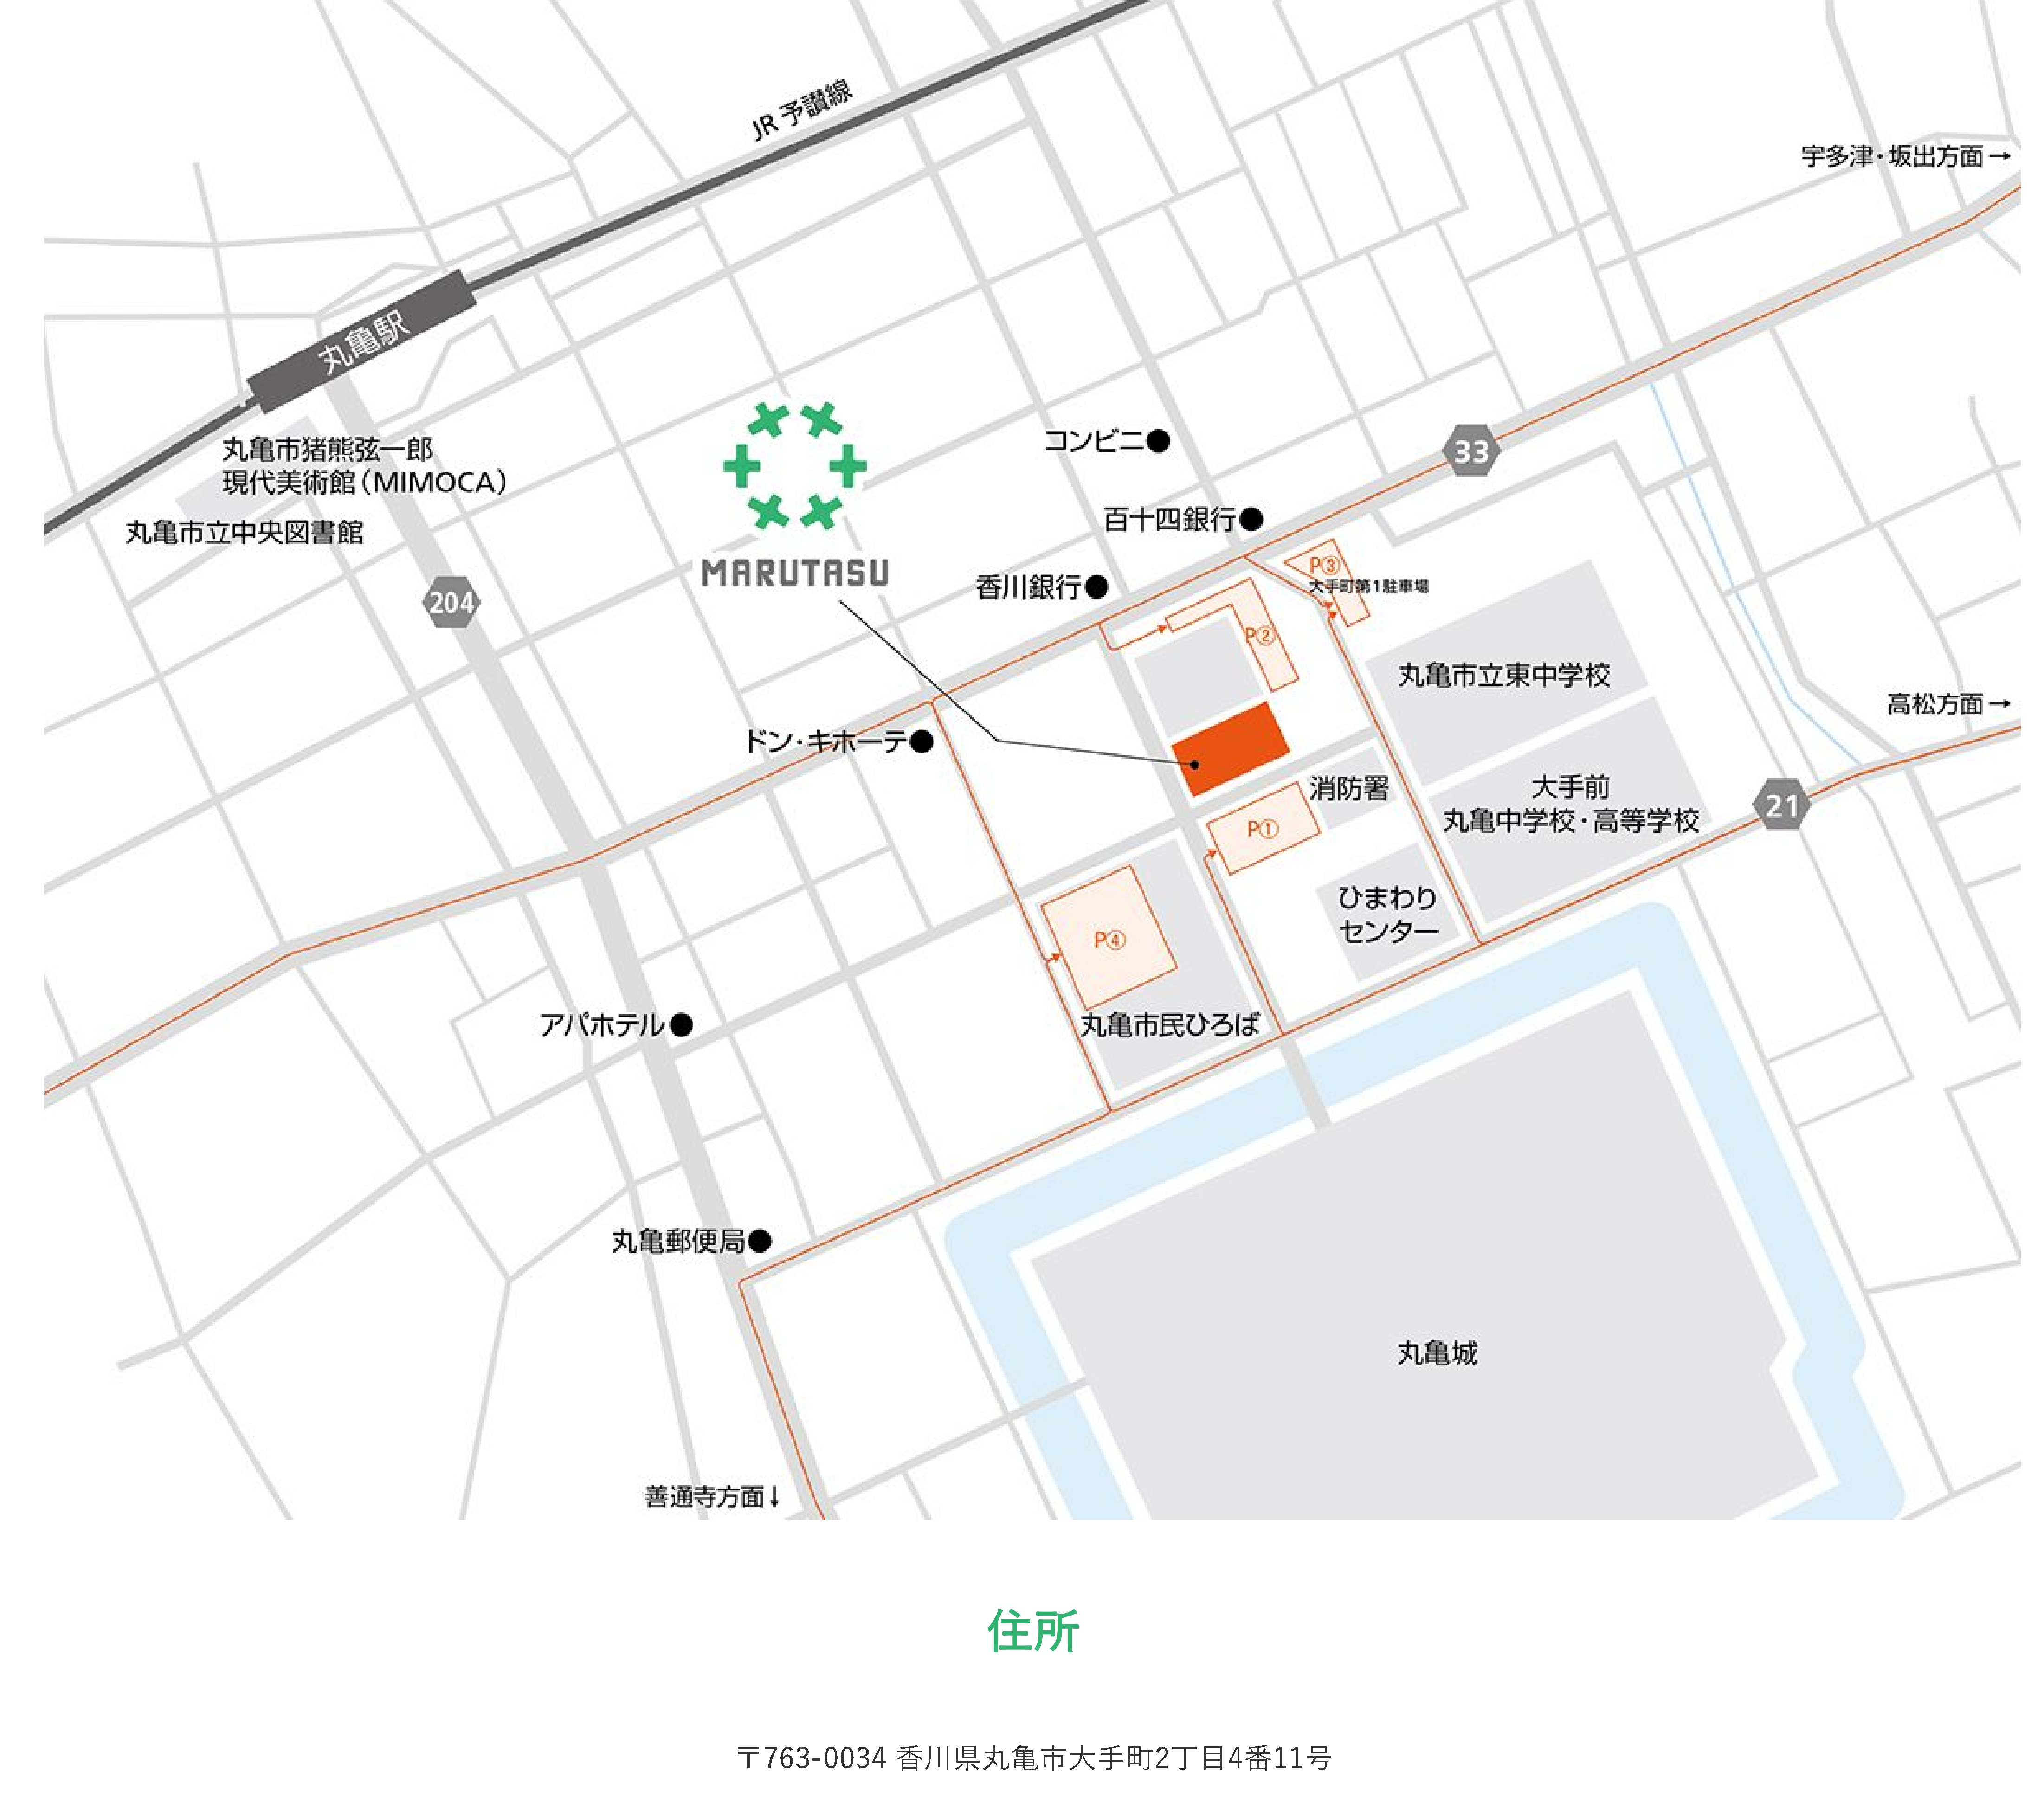 JR 予讃線
宇多津・坂出方面→
丸亀駅
丸亀市猪熊弦一郎
現代美術館（MIMOCA）
丸亀市立中央図書館
コンビニ
33
百十四銀行
MARUTASU
香川銀行
204
P③
大手町第1駐車場
P②
丸亀市立東中学校
高松方面→
ドン・キホーテ
消防署
大手前
丸亀中学校・高等学校
21
P①
ひまわり
センター
P④
アパホテル
丸亀市民ひろば
丸亀郵便局
丸亀城
善通寺方面↓
住所
〒763-0034 香川県丸亀市大手町2丁目4番11号